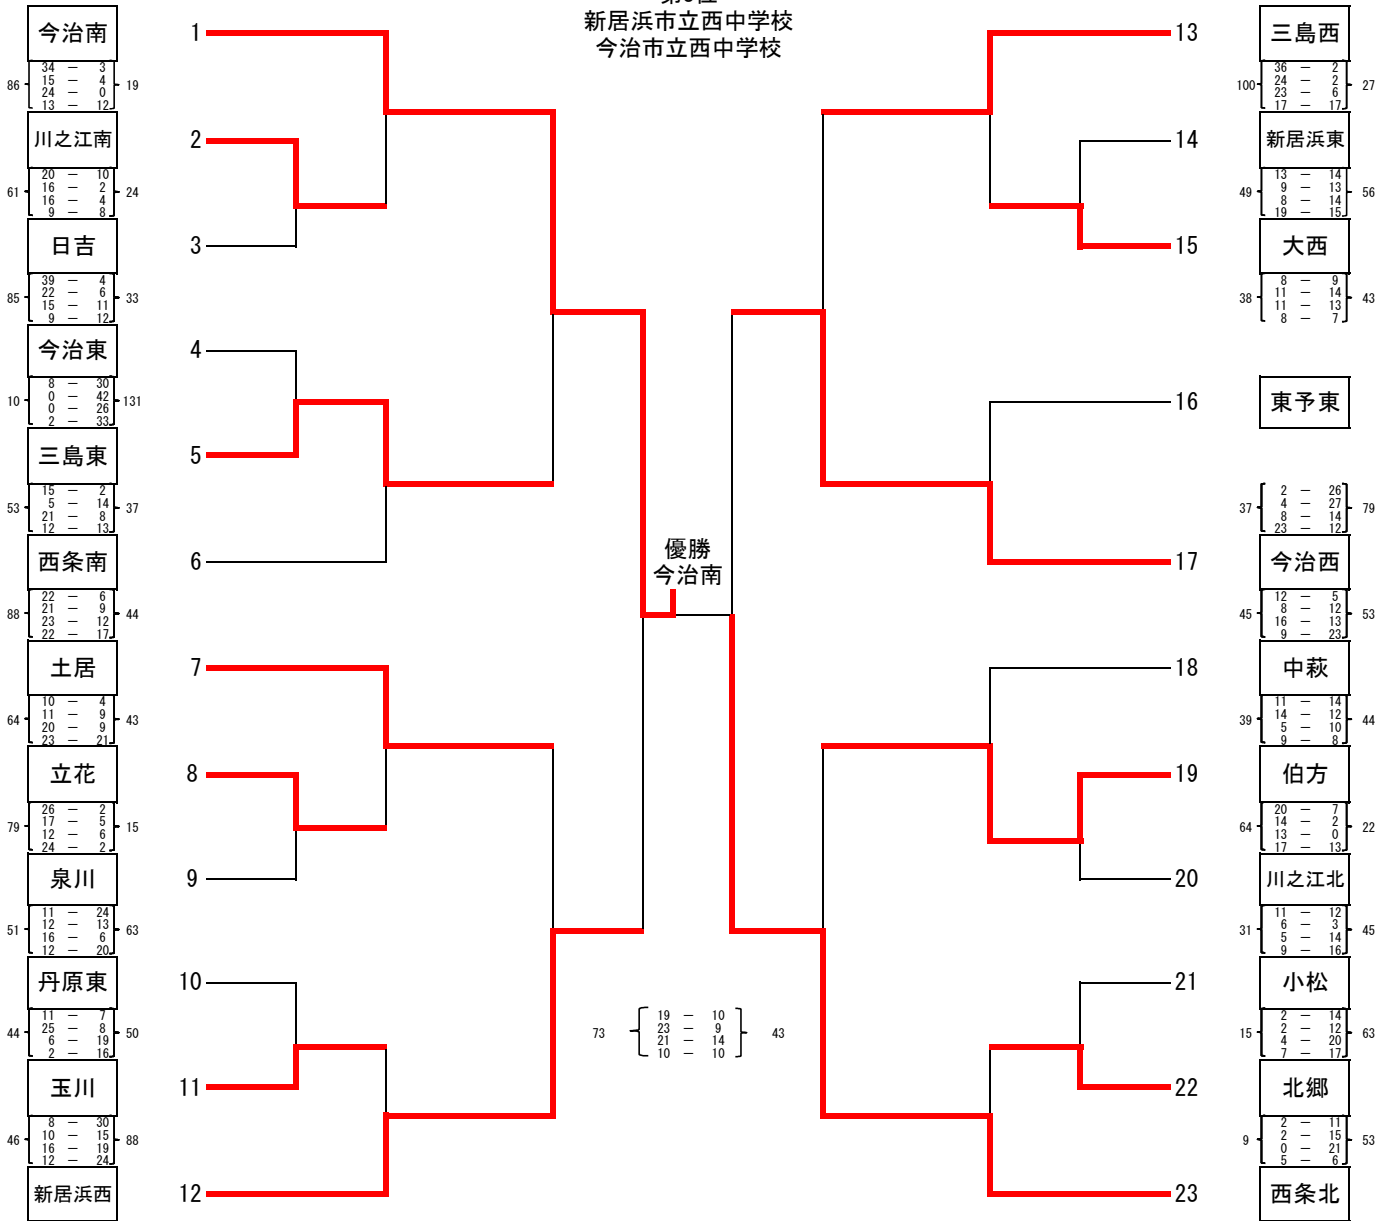 第3位
新居浜市立西中学校
今治市立西中学校
今治南
1
86
34 － 3
15 － 4
24 － 0
13 － 12
19
川之江南
2
61
20 － 10
16 － 2
16 － 4
9 － 8
24
日吉
3
85
39 － 4
22 － 6
15 － 11
9 － 12
33
今治東
4
10
8 － 30
0 － 42
0 － 26
2 － 33
131
三島東
5
53
15 － 2
5 － 14
21 － 8
12 － 13
37
西条南
6
88
22 － 6
21 － 9
23 － 12
22 － 17
44
土居
7
64
10 － 4
11 － 9
20 － 9
23 － 21
43
立花
8
79
26 － 2
17 － 5
12 － 6
24 － 2
15
泉川
9
51
11 － 24
12 － 13
16 － 6
12 － 20
63
丹原東
10
44
11 － 7
25 － 8
6 － 19
2 － 16
50
玉川
11
46
8 － 30
10 － 15
16 － 19
12 － 24
88
新居浜西
12
優勝
今治南
73
19 － 10
23 － 9
21 － 14
10 － 10
43
13
三島西
100
36 － 2
24 － 2
23 － 6
17 － 17
27
14
新居浜東
49
13 － 14
9 － 13
8 － 14
19 － 15
56
15
大西
38
8 － 9
11 － 14
11 － 13
8 － 7
43
16
東予東
37
2 － 26
4 － 27
8 － 14
23 － 12
79
17
今治西
45
12 － 5
8 － 12
16 － 13
9 － 23
53
18
中萩
39
11 － 14
14 － 12
5 － 10
9 － 8
44
19
伯方
64
20 － 7
14 － 2
13 － 0
17 － 13
22
20
川之江北
31
11 － 12
6 － 3
5 － 14
9 － 16
45
21
小松
15
2 － 14
2 － 12
4 － 20
7 － 17
63
22
北郷
9
2 － 11
2 － 15
0 － 21
5 － 6
53
23
西条北